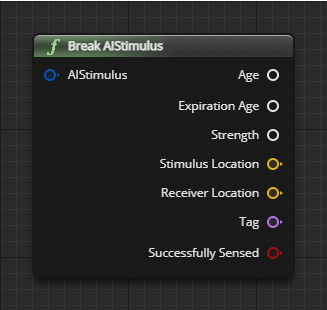 Break AIStimulus
AIStimulus Age
Expiration Age
Strength
Stimulus Location
Receiver Location
Tag
Successfully Sensed